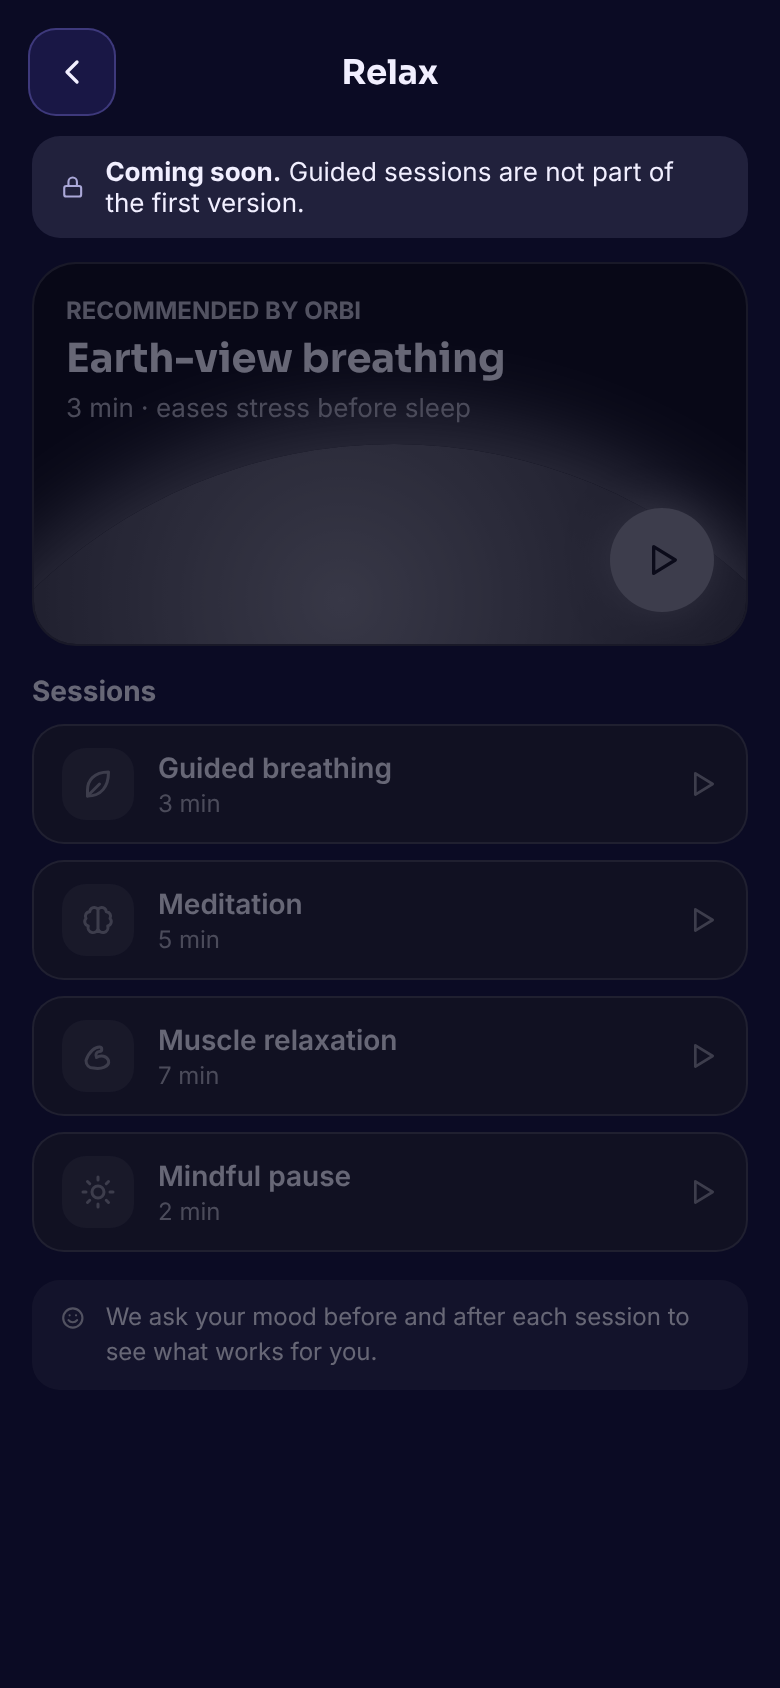 Relax
Coming soon. Guided sessions are not part of
the first version.
RECOMMENDED BY ORBI
Earth-view breathing
3 min · eases stress before sleep
Sessions
Guided breathing
3 min
Meditation
5 min
Muscle relaxation
7 min
Mindful pause
2 min
We ask your mood before and after each session to
see what works for you.